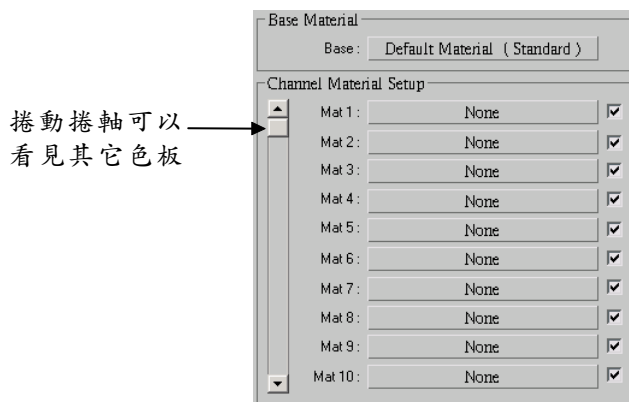 Base Material
Base : Default Material ( Standard )
Channel Material Setup
捲動捲軸可以
看見其它色板
Mat 1 : None
Mat 2 : None
Mat 3 : None
Mat 4 : None
Mat 5 : None
Mat 6 : None
Mat 7 : None
Mat 8 : None
Mat 9 : None
Mat 10 : None